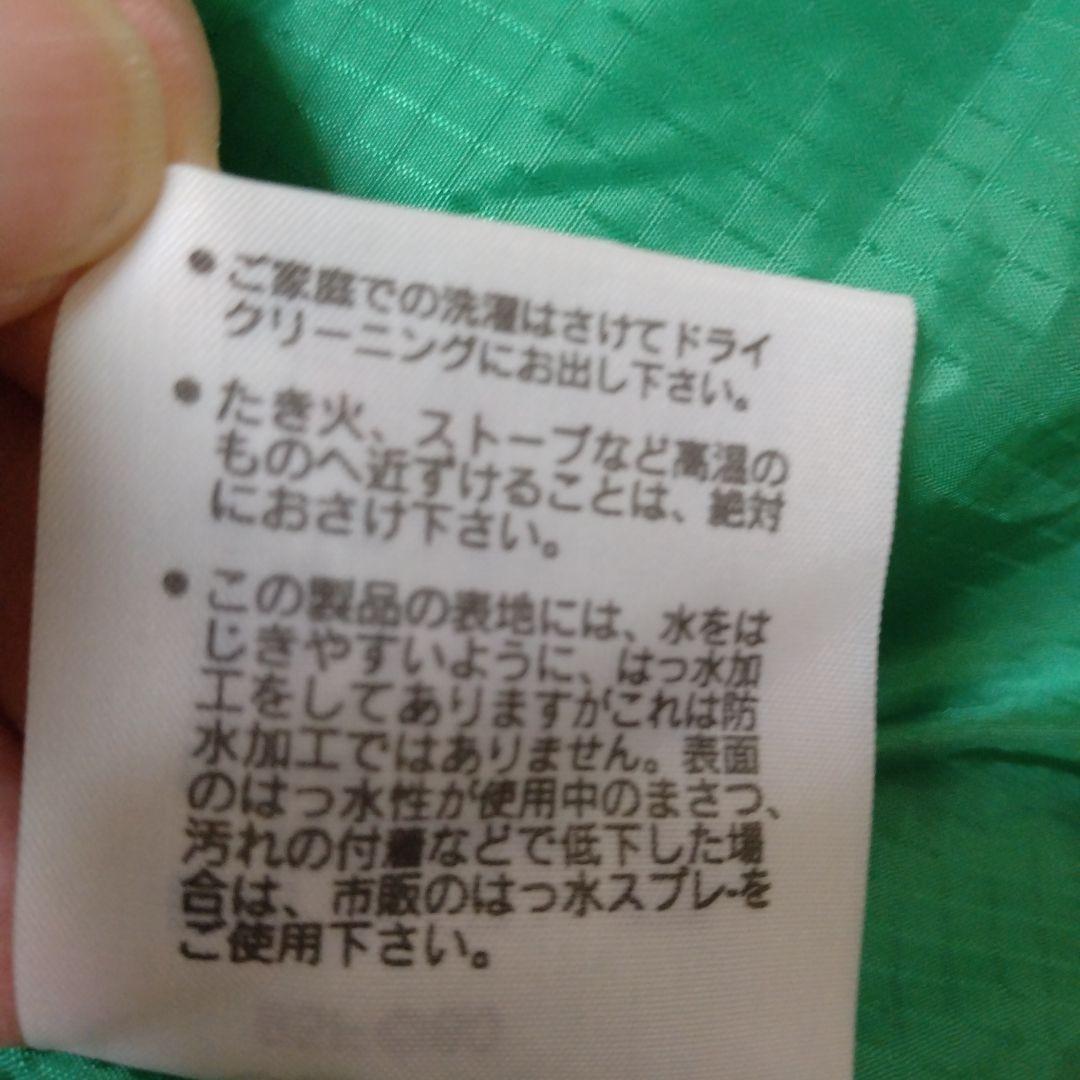 •ご家庭での洗濯はさけてドライ
クリーニングにお出し下さい。
•たき火、ストーブなど高温の
ものへ近ずけることは、絶対
におさけ下さい。
•この製品の表地には、水をは
じきやすいように、はっ水加
工をしてありますがこれは防
水加工ではありません。表面
のはっ水性が使用中のまさつ、
汚れの付着などで低下した場
合は、市販のはっ水スプレ-を
ご使用下さい。